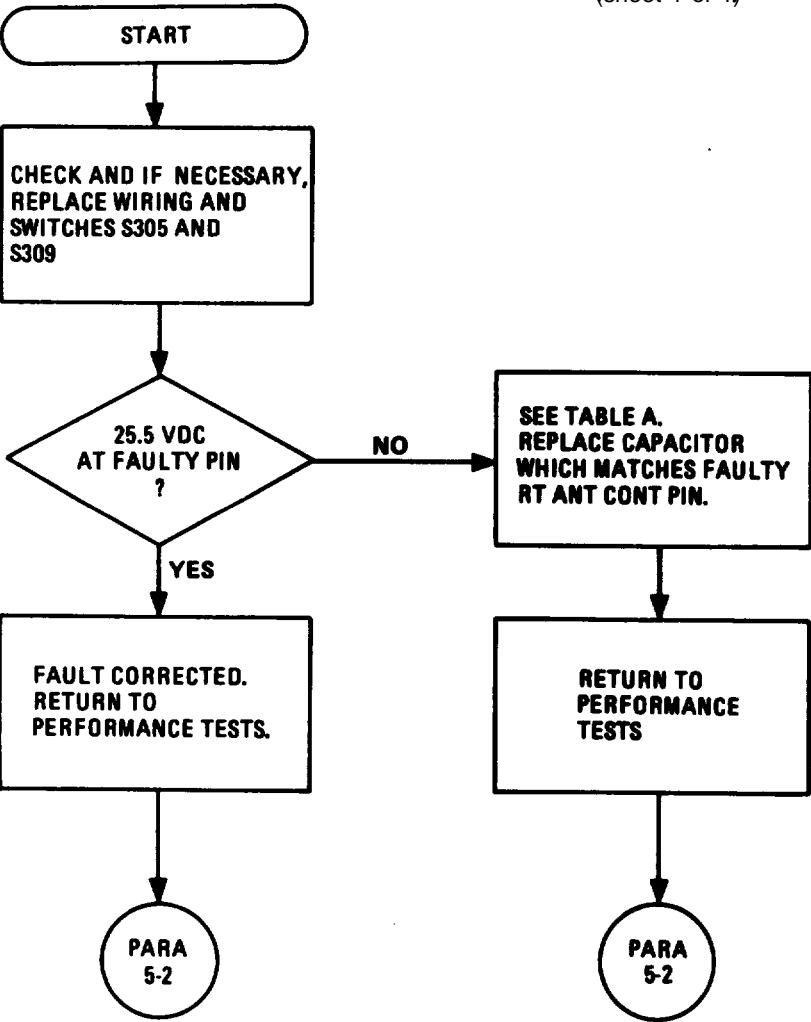 START
CHECK AND IF NECESSARY,
REPLACE WIRING AND
SWITCHES S305 AND
S309
25.5 VDC
AT FAULTY PIN
?
NO
YES
SEE TABLE A.
REPLACE CAPACITOR
WHICH MATCHES FAULTY
RT ANT CONT PIN.
FAULT CORRECTED.
RETURN TO
PERFORMANCE TESTS.
RETURN TO
PERFORMANCE
TESTS
PARA
5-2
PARA
5-2